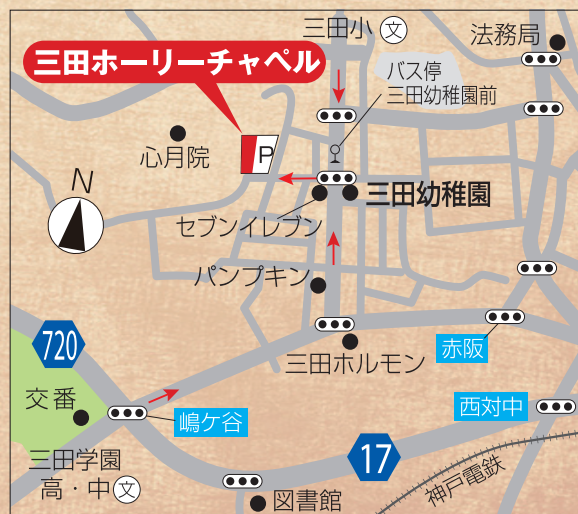 三田小 文
法務局
三田ホーリーチャペル
バス停
三田幼稚園前
心月院
P
N
三田幼稚園
セブンイレブン
パンプキン
720
三田ホルモン
赤阪
交番
嶋ケ谷
西対中
三田学園
高・中 文
17
神戸電鉄
図書館